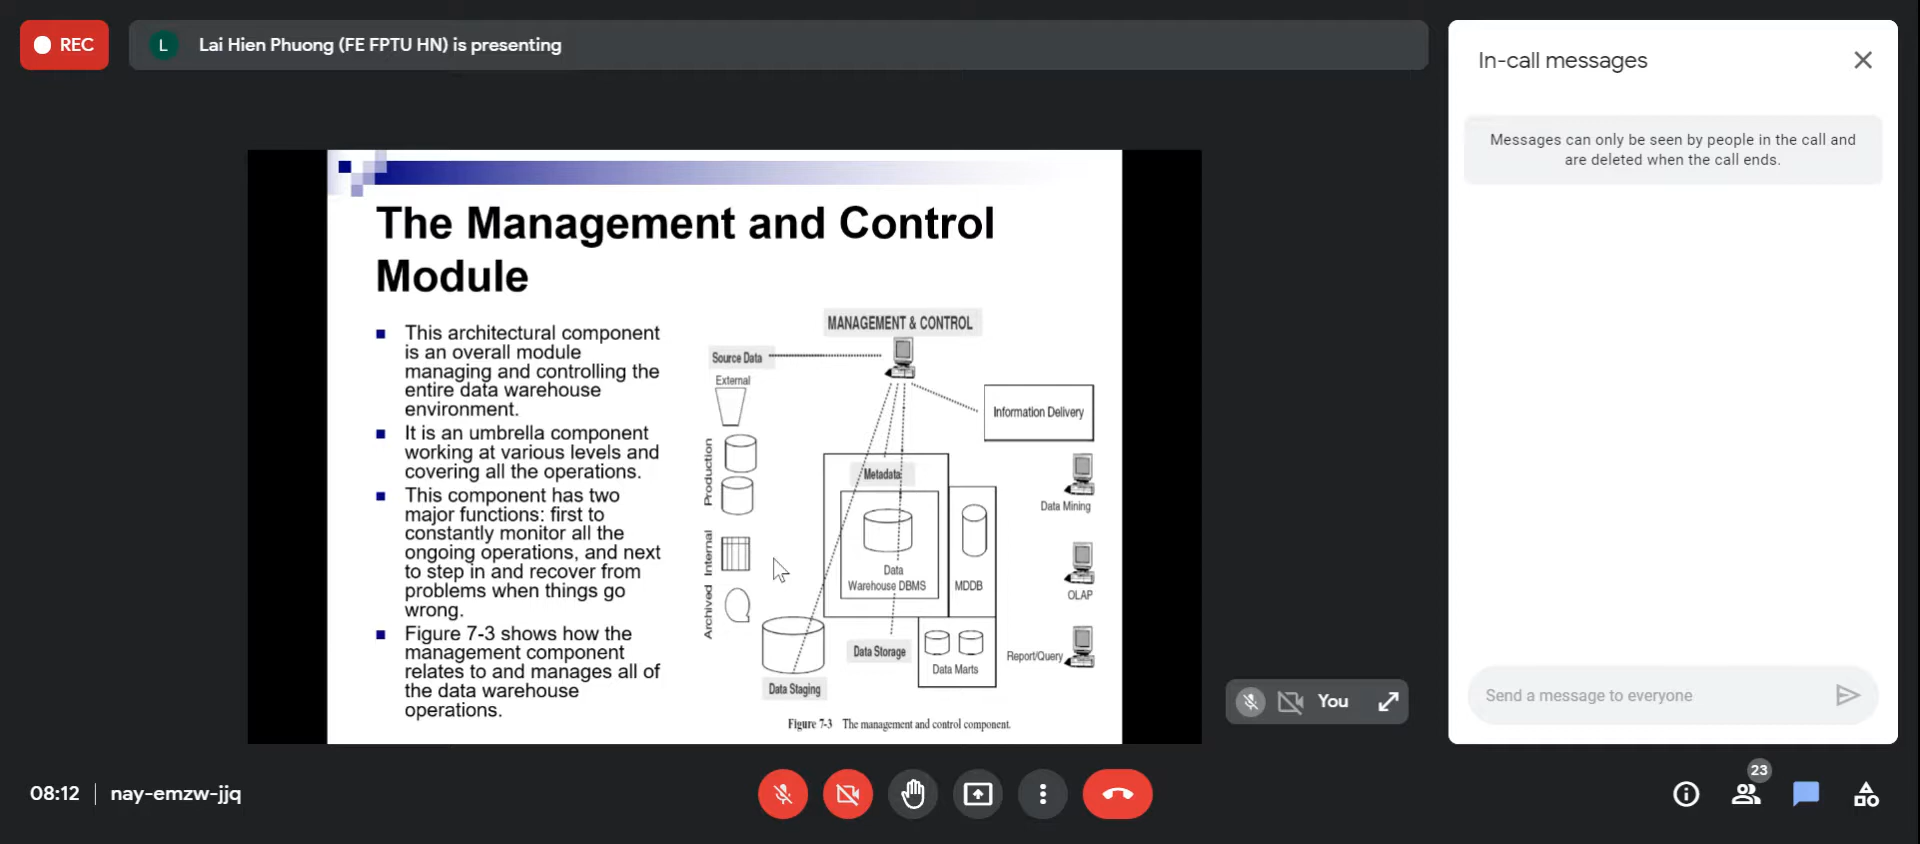 REC
L
Lai Hien Phuong (FE FPTU HN) is presenting
The Management and Control
Module
This architectural component
is an overall module
managing and controlling the
entire data warehouse
environment.
It is an umbrella component
working at various levels and
covering all the operations.
This component has two
major functions: first to
constantly monitor all the
ongoing operations, and next
to step in and recover from
problems when things go
wrong.
Figure 7-3 shows how the
management component
relates to and manages all of
the data warehouse
operations.
MANAGEMENT & CONTROL
Source Data
External
Production
Internal
Archived
Information Delivery
Metadata
Data
Warehouse DBMS
MDDB
Data Mining
OLAP
Data Storage
Data Marts
Report/Query
Data Staging
Figure 7-3 The management and control component.
You
In-call messages
Messages can only be seen by people in the call and
are deleted when the call ends.
Send a message to everyone
08:12
nay-emzw-jjq
23